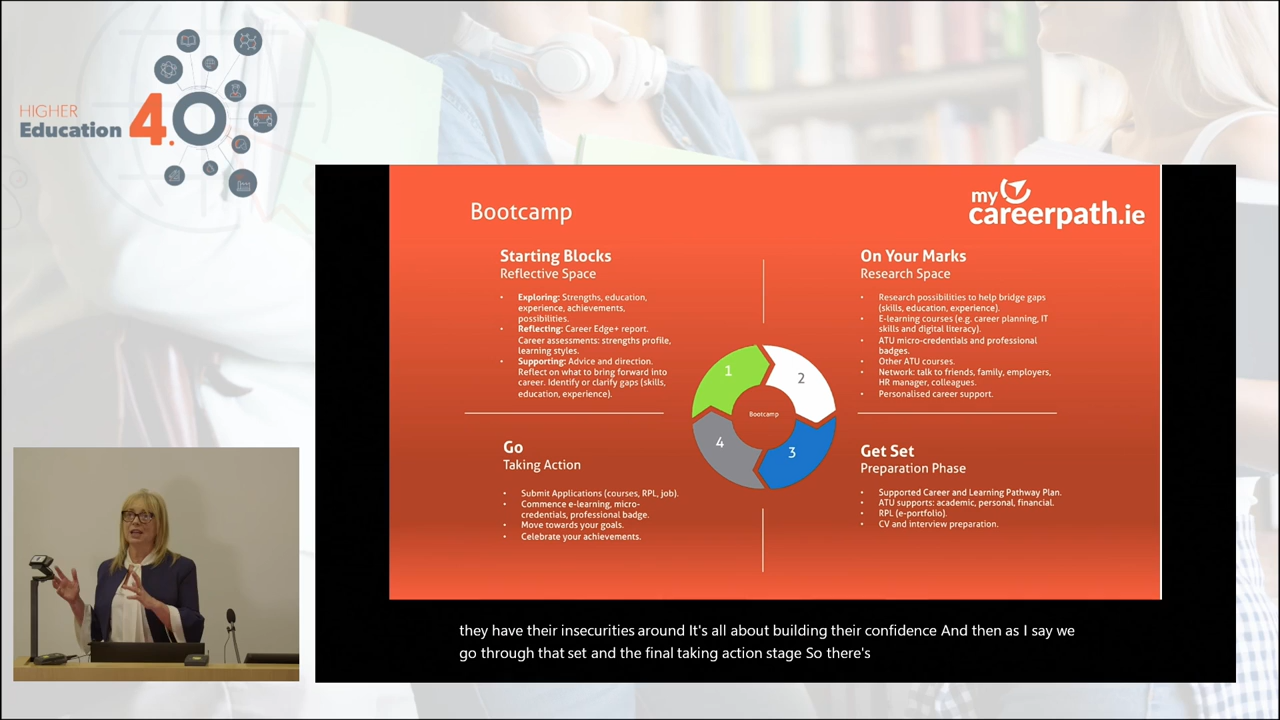 HIGHER
Education 4.0
my
careerpath.ie
Bootcamp
Starting Blocks
Reflective Space
• Exploring: Strengths, education,
experience, achievements,
possibilities.
• Reflecting: Career Edge+ report.
Career assessments: strengths profile,
learning styles.
• Supporting: Advice and direction.
Reflect on what to bring forward into
career. Identify or clarify gaps (skills,
education, experience).
On Your Marks
Research Space
• Research possibilities to help bridge gaps
(skills, education, experience).
• E-learning courses (e.g. career planning, IT
skills and digital literacy).
• ATU micro-credentials and professional
badges.
• Other ATU courses.
• Network: talk to friends, family, employers,
HR manager, colleagues.
• Personalised career support.
1
2
Bootcamp
4
3
Go
Taking Action
• Submit Applications (courses, RPL, job).
• Commence e-learning, micro-
credentials, professional badge.
• Move towards your goals.
• Celebrate your achievements.
Get Set
Preparation Phase
• Supported Career and Learning Pathway Plan.
• ATU supports: academic, personal, financial.
• RPL (e-portfolio).
• CV and interview preparation.
they have their insecurities around It's all about building their confidence And then as I say we
go through that set and the final taking action stage So there's